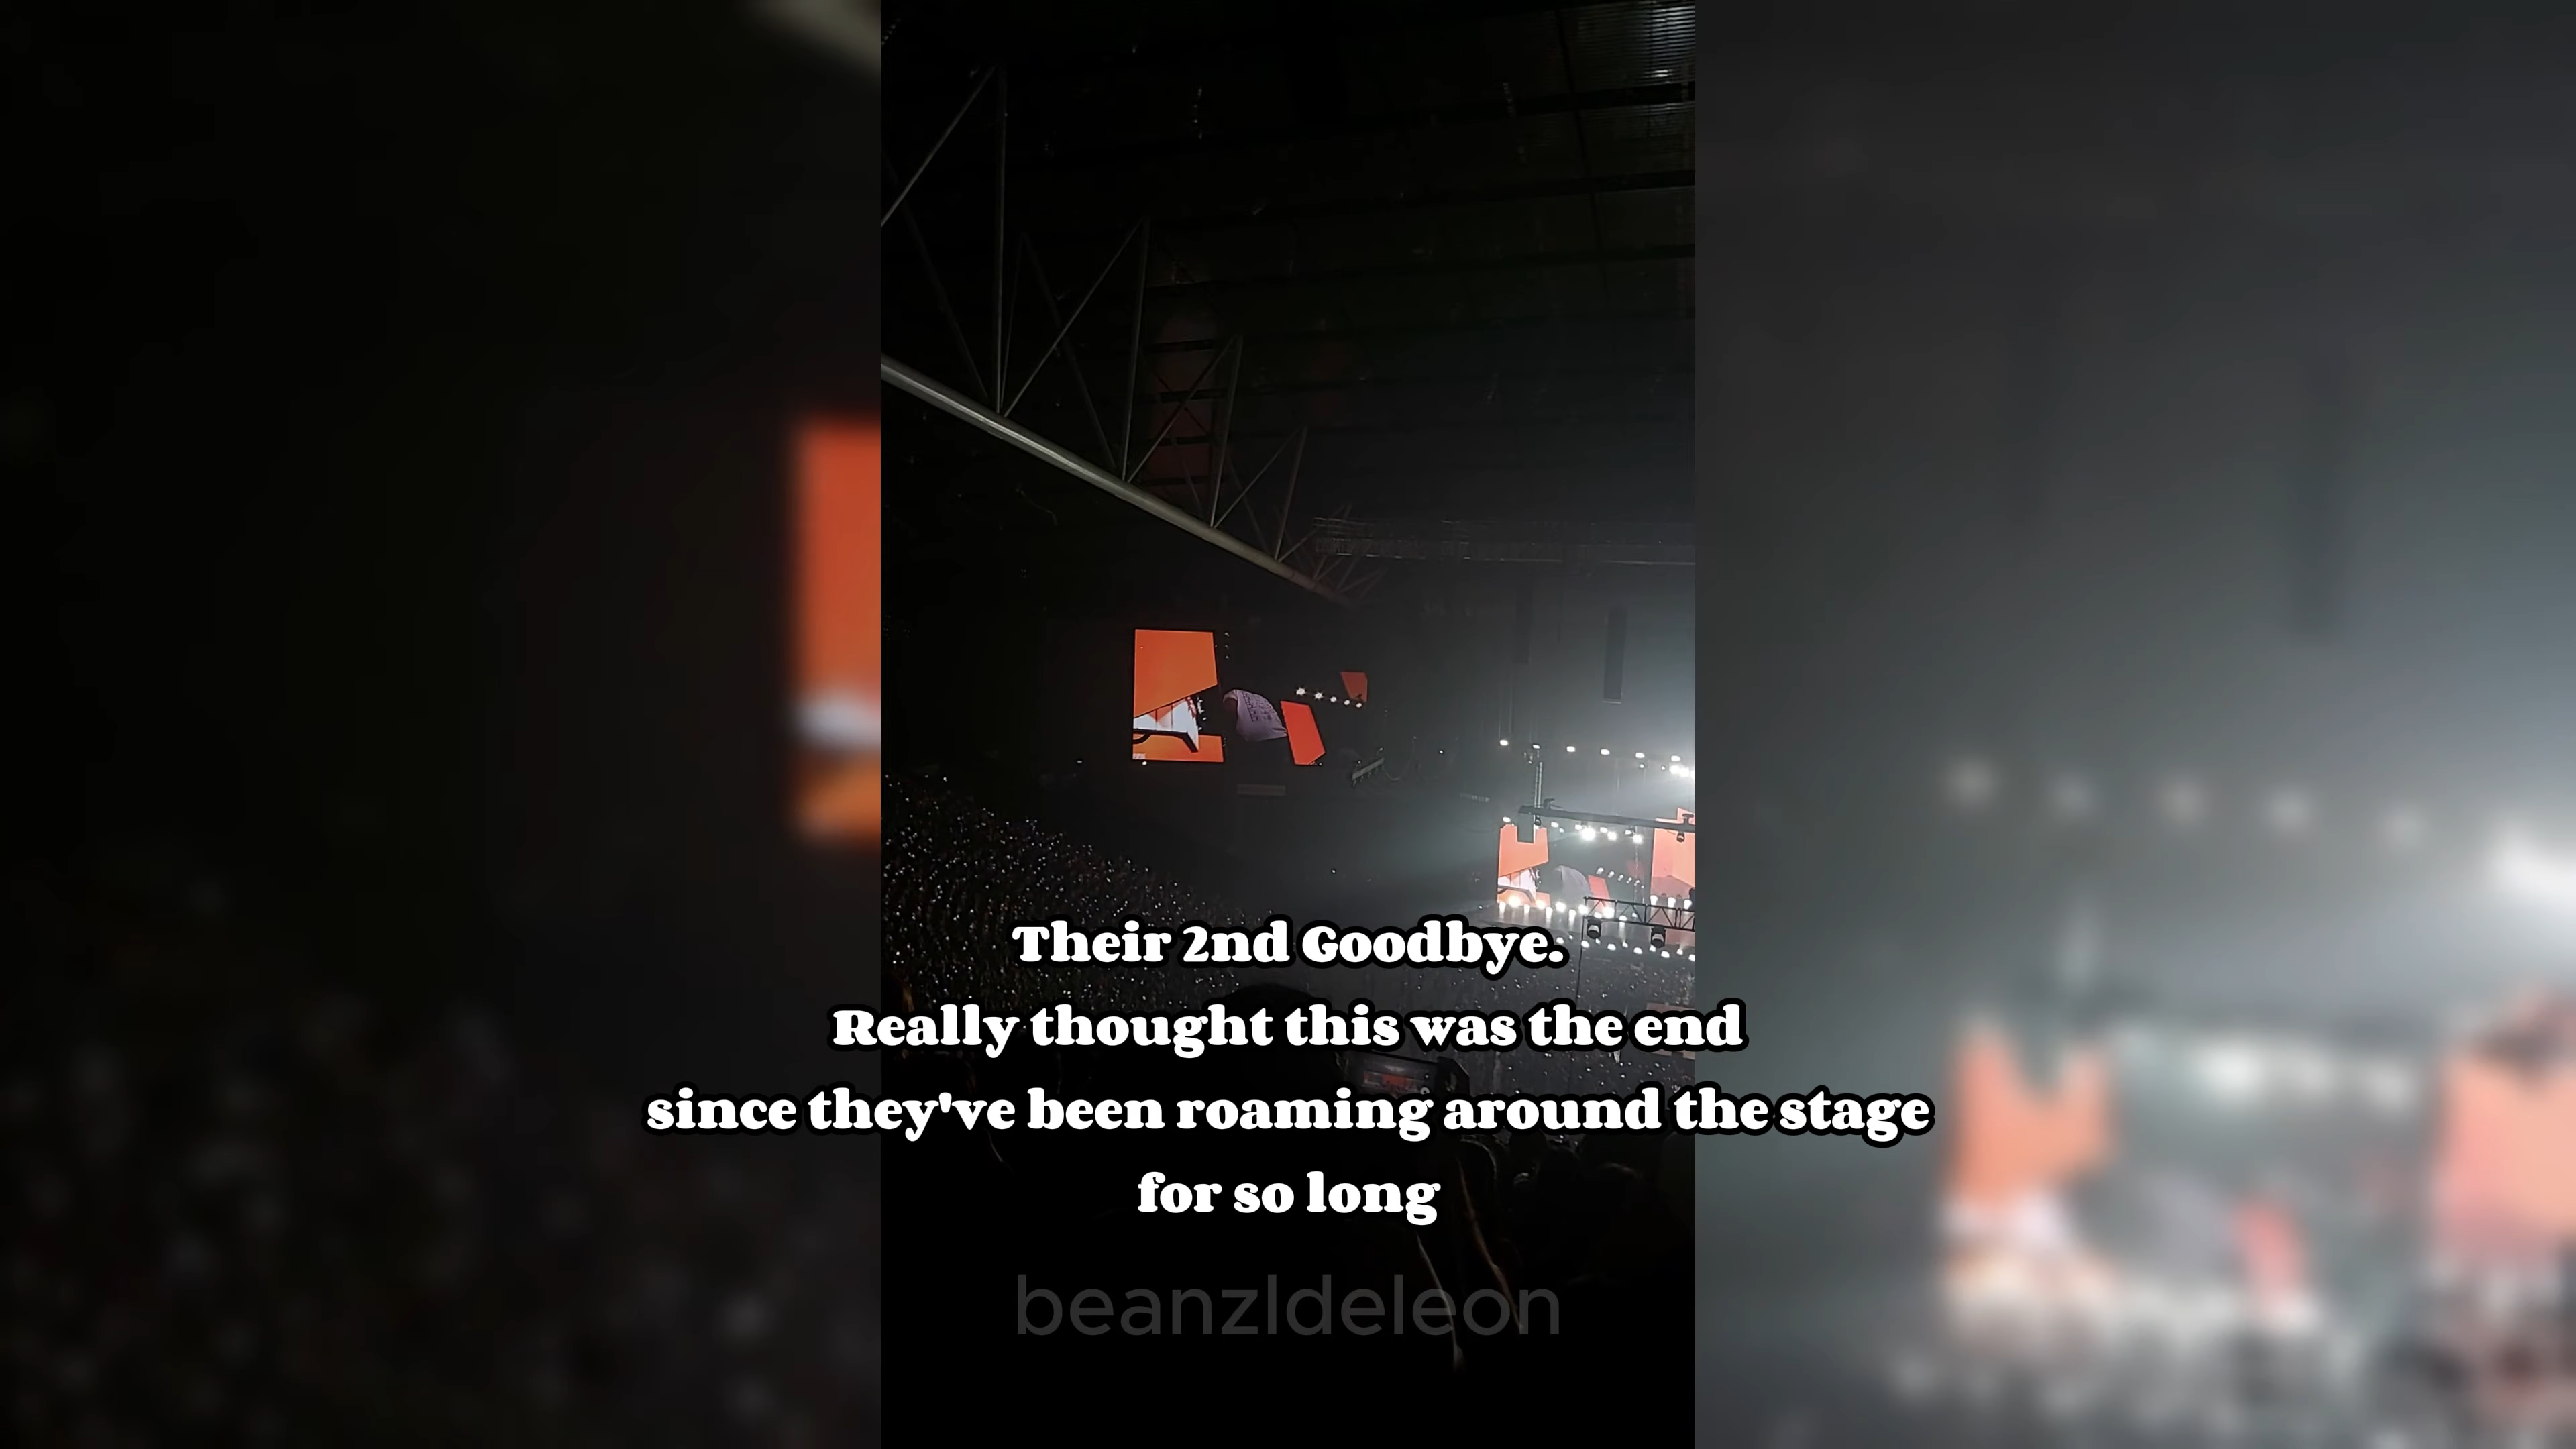 Their 2nd Goodbye.
Really thought this was the end
since they've been roaming around the stage
for so long
beanzldeleon